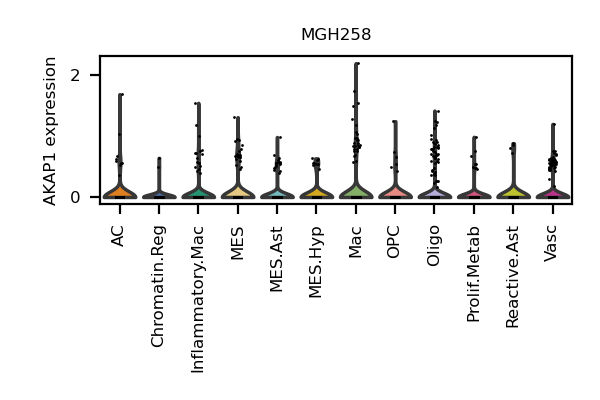 MGH258
AKAP1 expression
2
0
AC
Chromatin.Reg
Inflammatory.Mac
MES
MES.Ast
MES.Hyp
Mac
OPC
Oligo
Prolif.Metab
Reactive.Ast
Vasc